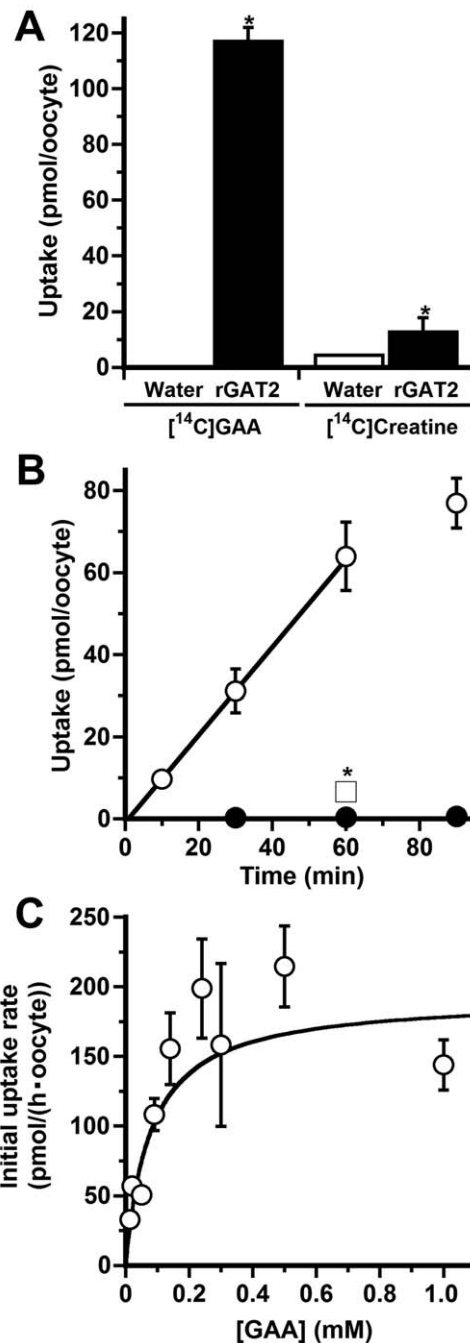 A
Uptake (pmol/oocyte)
120
100
80
60
40
20
0
*
*
Water rGAT2 Water rGAT2
[¹⁴C]GAA [¹⁴C]Creatine
B
Uptake (pmol/oocyte)
80
60
40
20
0
*
0 20 40 60 80
Time (min)
C
Initial uptake rate
(pmol/(h•oocyte))
250
200
150
100
50
0
0 0.2 0.4 0.6 0.8 1.0
[GAA] (mM)